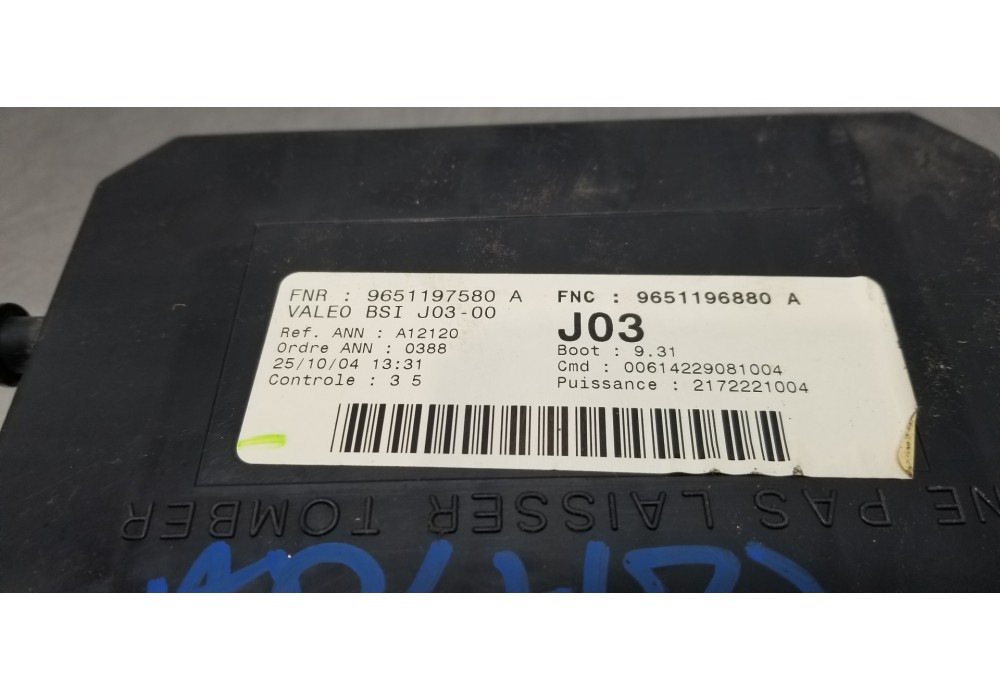 FNR : 9651197580 A
VALEO BSI J03-00
Ref. ANN : A12120
Ordre ANN : 0388
25/10/04 13:31
Controle : 3 5
FNC : 9651196880 A
J03
Boot : 9.31
Cmd : 00614229081004
Puissance : 2172221004
NE PAS LAISSER TOMBER